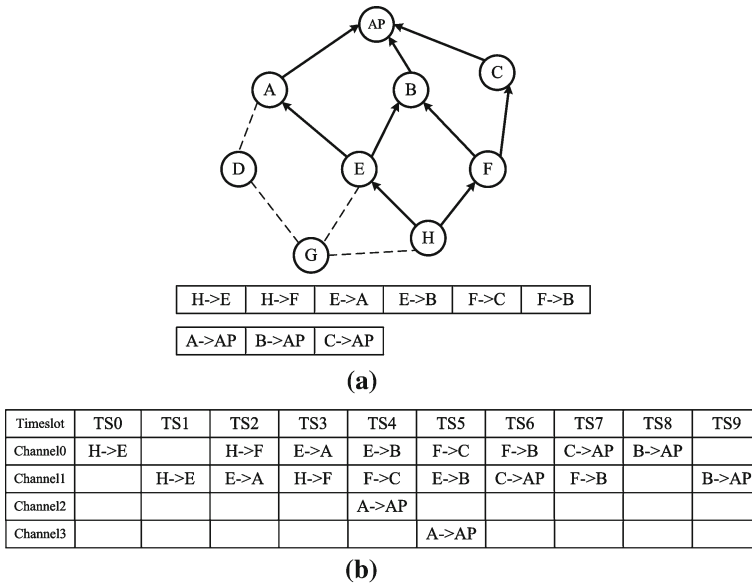 AP
C
A
B
D
E
F
H
G
H->E H->F E->A E->B F->C F->B
A->AP B->AP C->AP
(a)
Timeslot TS0 TS1 TS2 TS3 TS4 TS5 TS6 TS7 TS8 TS9
Channel0 H->E H->F E->A E->B F->C F->B C->AP B->AP
Channel1 H->E E->A H->F F->C E->B C->AP F->B B->AP
Channel2 A->AP
Channel3 A->AP
(b)